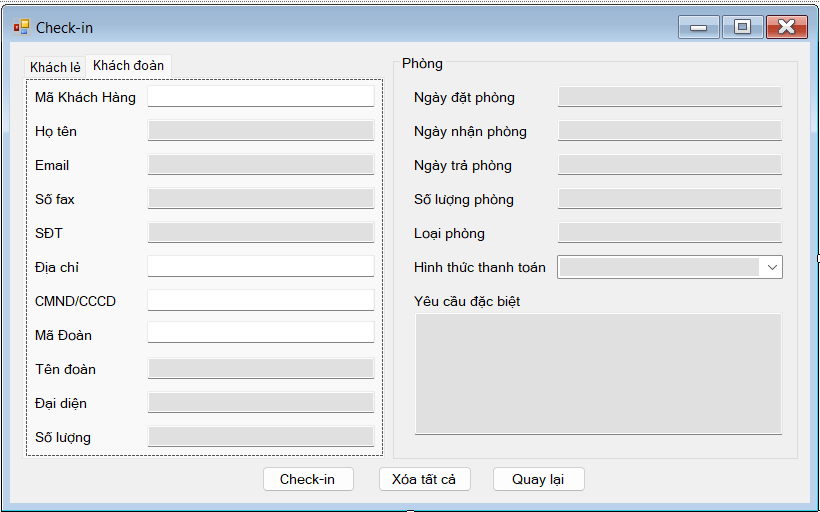 Check-in
Khách lẻ
Khách đoàn
Mã Khách Hàng
Họ tên
Email
Số fax
SĐT
Địa chỉ
CMND/CCCD
Mã Đoàn
Tên đoàn
Đại diện
Số lượng
Phòng
Ngày đặt phòng
Ngày nhận phòng
Ngày trả phòng
Số lượng phòng
Loại phòng
Hình thức thanh toán
Yêu cầu đặc biệt
Check-in
Xóa tất cả
Quay lại